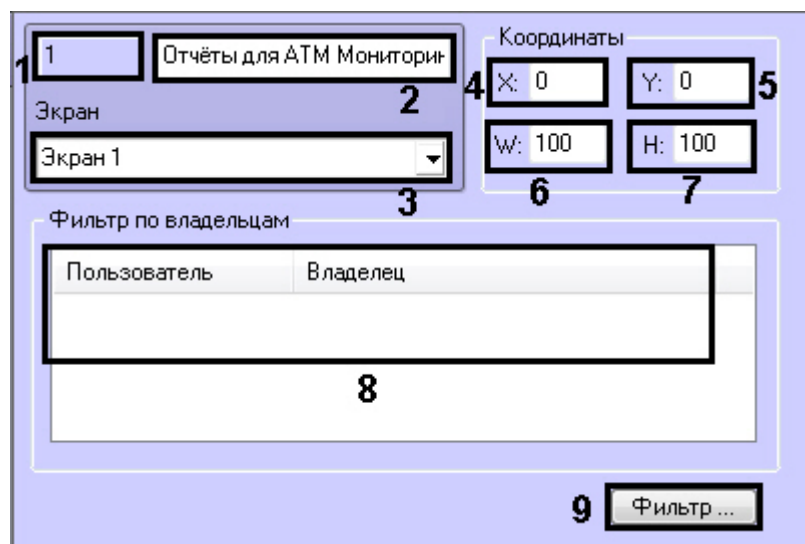 1 1 Отчёты для АТМ Мониторин
2
Экран
Экран 1
3
Координаты
4 X: 0 Y: 0 5
W: 100 H: 100
6 7
Фильтр по владельцам
Пользователь Владелец
8
9 Фильтр ...